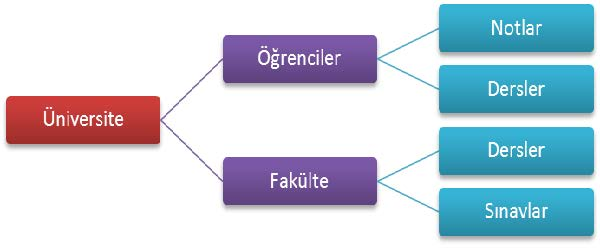 Üniversite
Öğrenciler
Notlar
Dersler
Fakülte
Dersler
Sınavlar